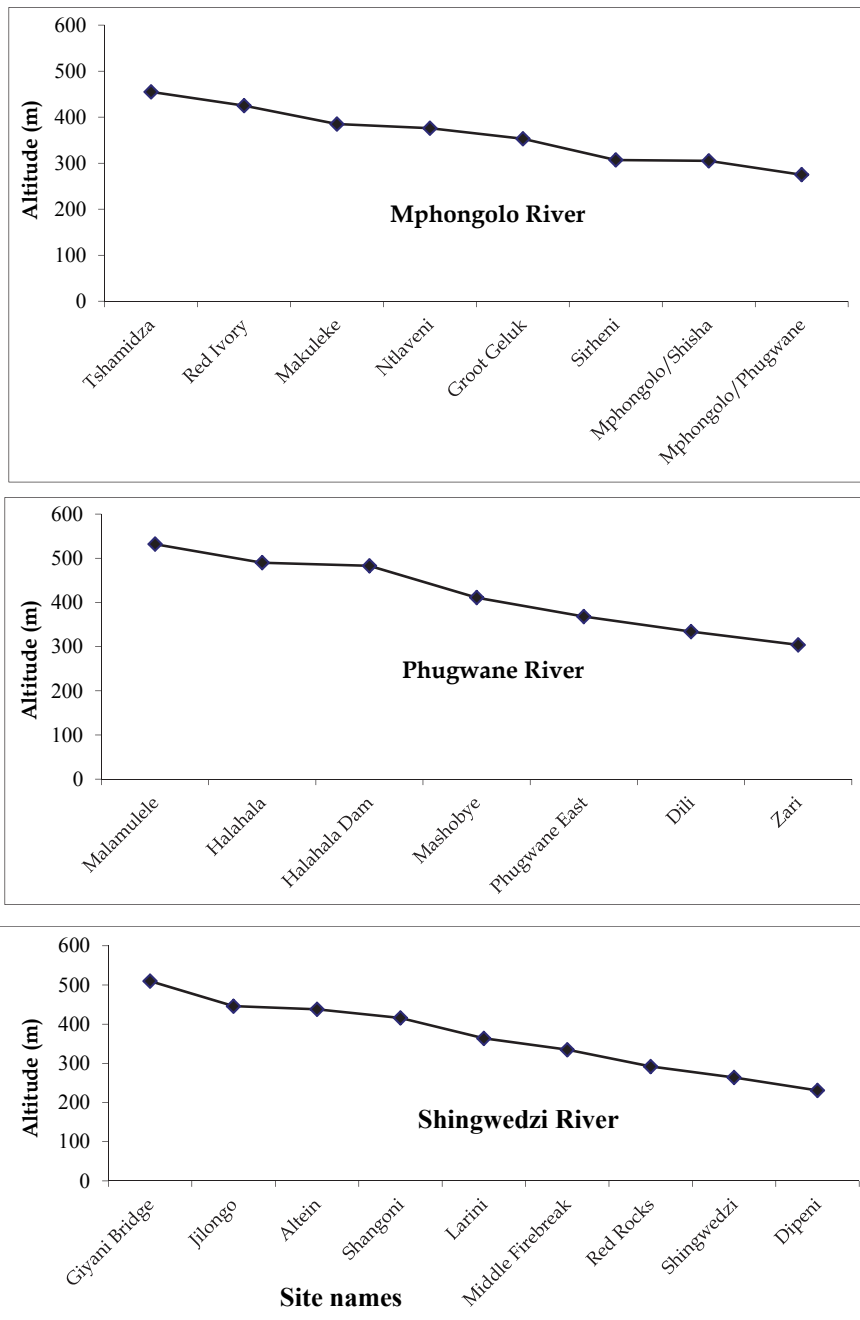 600
500
400
300
200
100
0
Altitude (m)
Mphongolo River
Tshamidza
Red Ivory
Makuleke
Ntlaveni
Groot Geluk
Sirheni
Mphongolo/Shisha
Mphongolo/Phugwane
600
500
400
300
200
100
0
Altitude (m)
Phugwane River
Malamulele
Halahala
Halahala Dam
Mashobye
Phugwane East
Dili
Zari
600
500
400
300
200
100
0
Altitude (m)
Shingwedzi River
Giyani Bridge
Jilongo
Altein
Shangoni
Larini
Middle Firebreak
Red Rocks
Shingwedzi
Dipeni
Site names